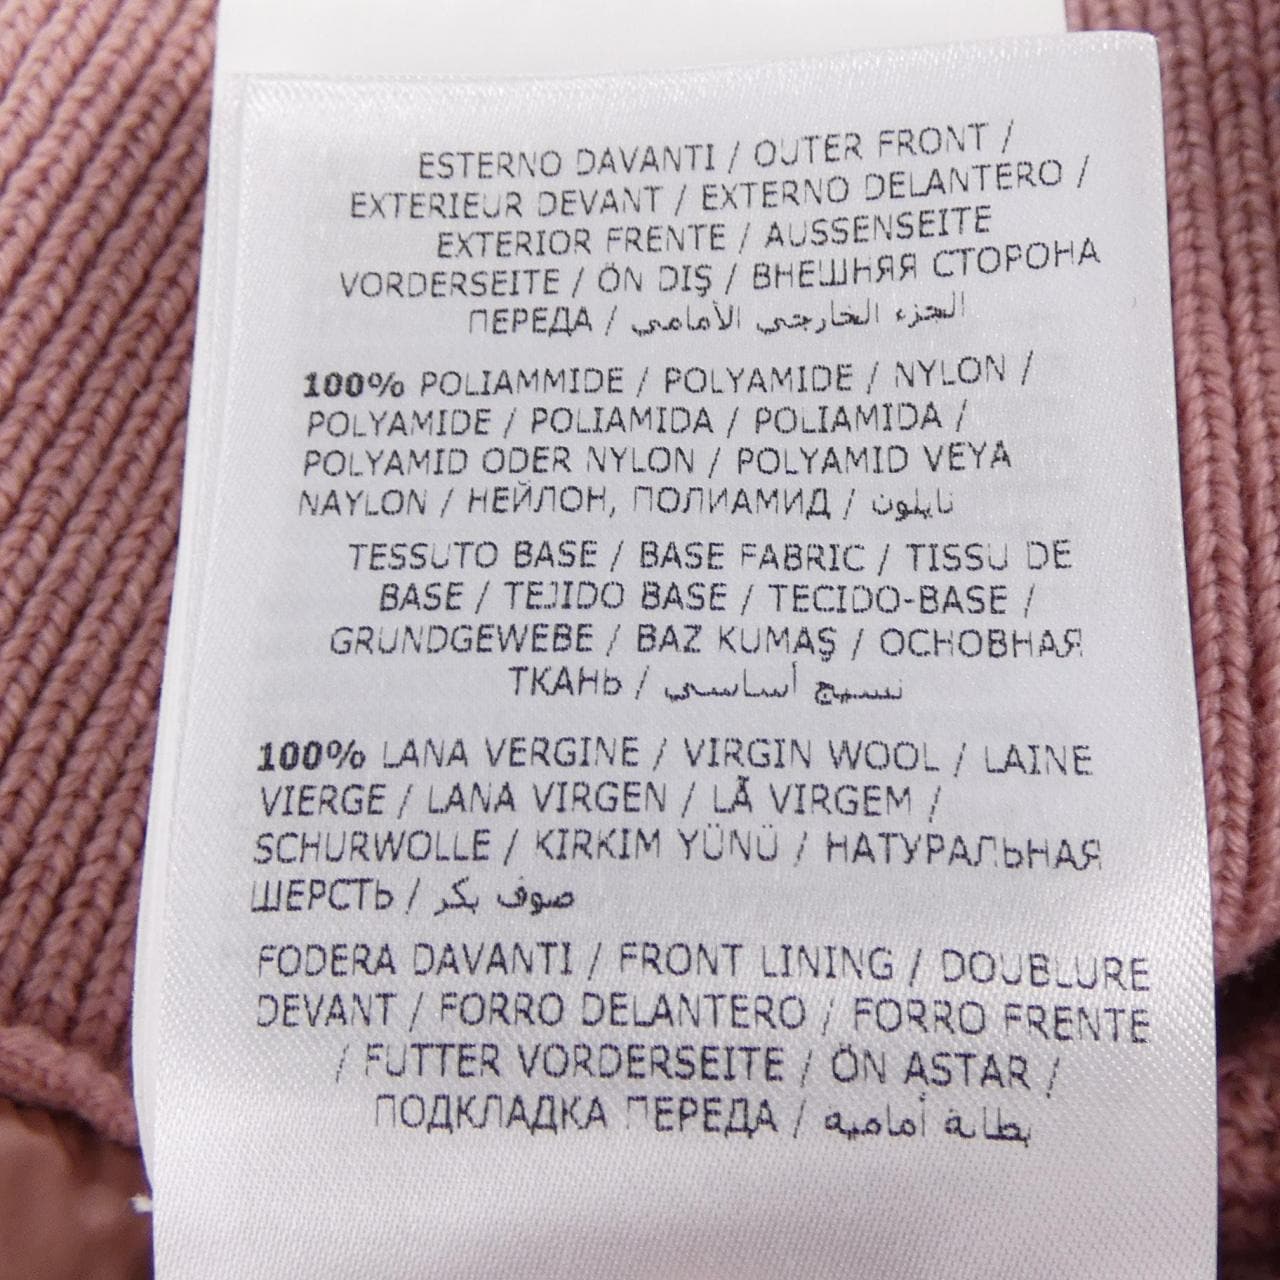 ESTERNO DAVANTI / OUTER FRONT /
EXTERIEUR DEVANT / EXTERNO DELANTERO /
EXTERIOR FRENTE / AUSSENSEITE
VORDERSEITE / ÖN DIŞ / ВНЕШНЯЯ СТОРОНА
ПЕРЕДА / الجزء الخارجي الأمامي
100% POLIAMMIDE / POLYAMIDE / NYLON /
POLYAMIDE / POLIAMIDA / POLIAMIDA /
POLYAMID ODER NYLON / POLYAMID VEYA
NAYLON / НЕЙЛОН, ПОЛИАМИД / نايلون
TESSUTO BASE / BASE FABRIC / TISSU DE
BASE / TEJIDO BASE / TECIDO-BASE /
GRUNDGEWEBE / BAZ KUMAŞ / ОСНОВНАЯ
ТКАНЬ / نسيج أساسي
100% LANA VERGINE / VIRGIN WOOL / LAINE
VIERGE / LANA VIRGEN / LÃ VIRGEM /
SCHURWOLLE / KIRKIM YÜNÜ / НАТУРАЛЬНАЯ
ШЕРСТЬ / صوف بكر
FODERA DAVANTI / FRONT LINING / DOUBLURE
DEVANT / FORRO DELANTERO / FORRO FRENTE
/ FUTTER VORDERSEITE / ÖN ASTAR /
ПОДКЛАДКА ПЕРЕДА / بطانة أمامية